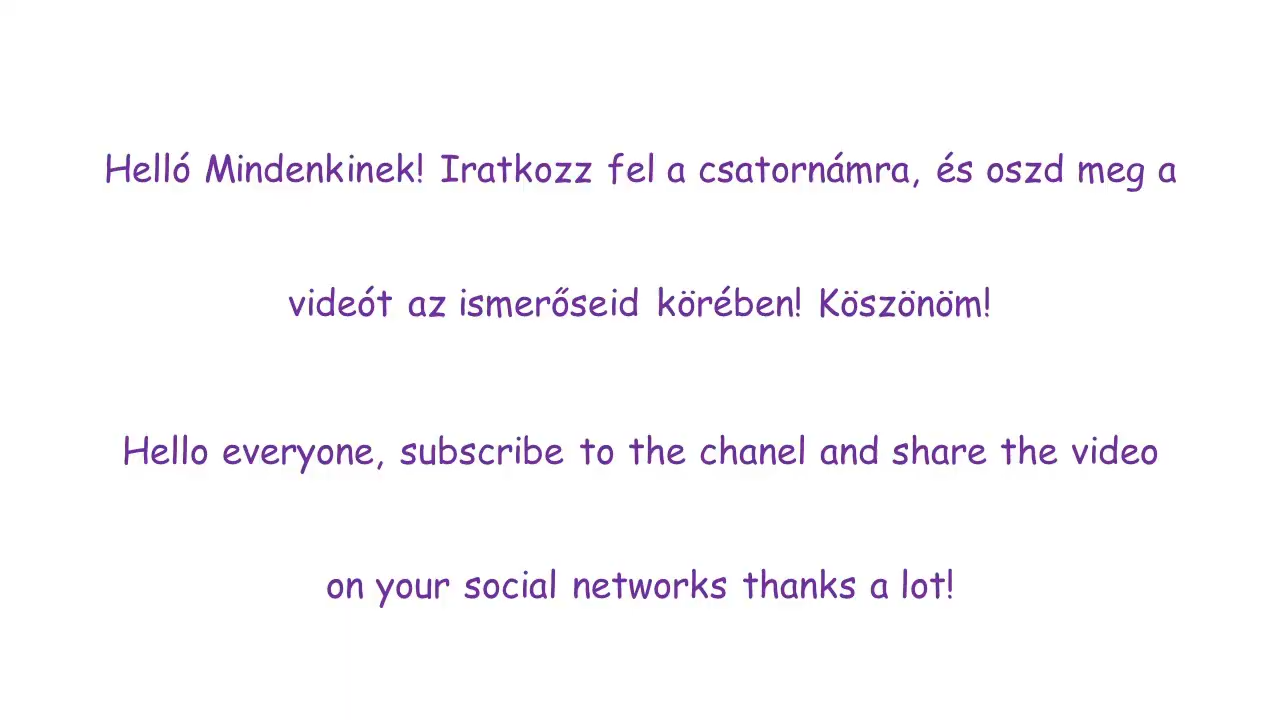 Helló Mindenkinek! Iratkozz fel a csatornámra, és oszd meg a
videót az ismerőseid körében! Köszönöm!
Hello everyone, subscribe to the chanel and share the video
on your social networks thanks a lot!